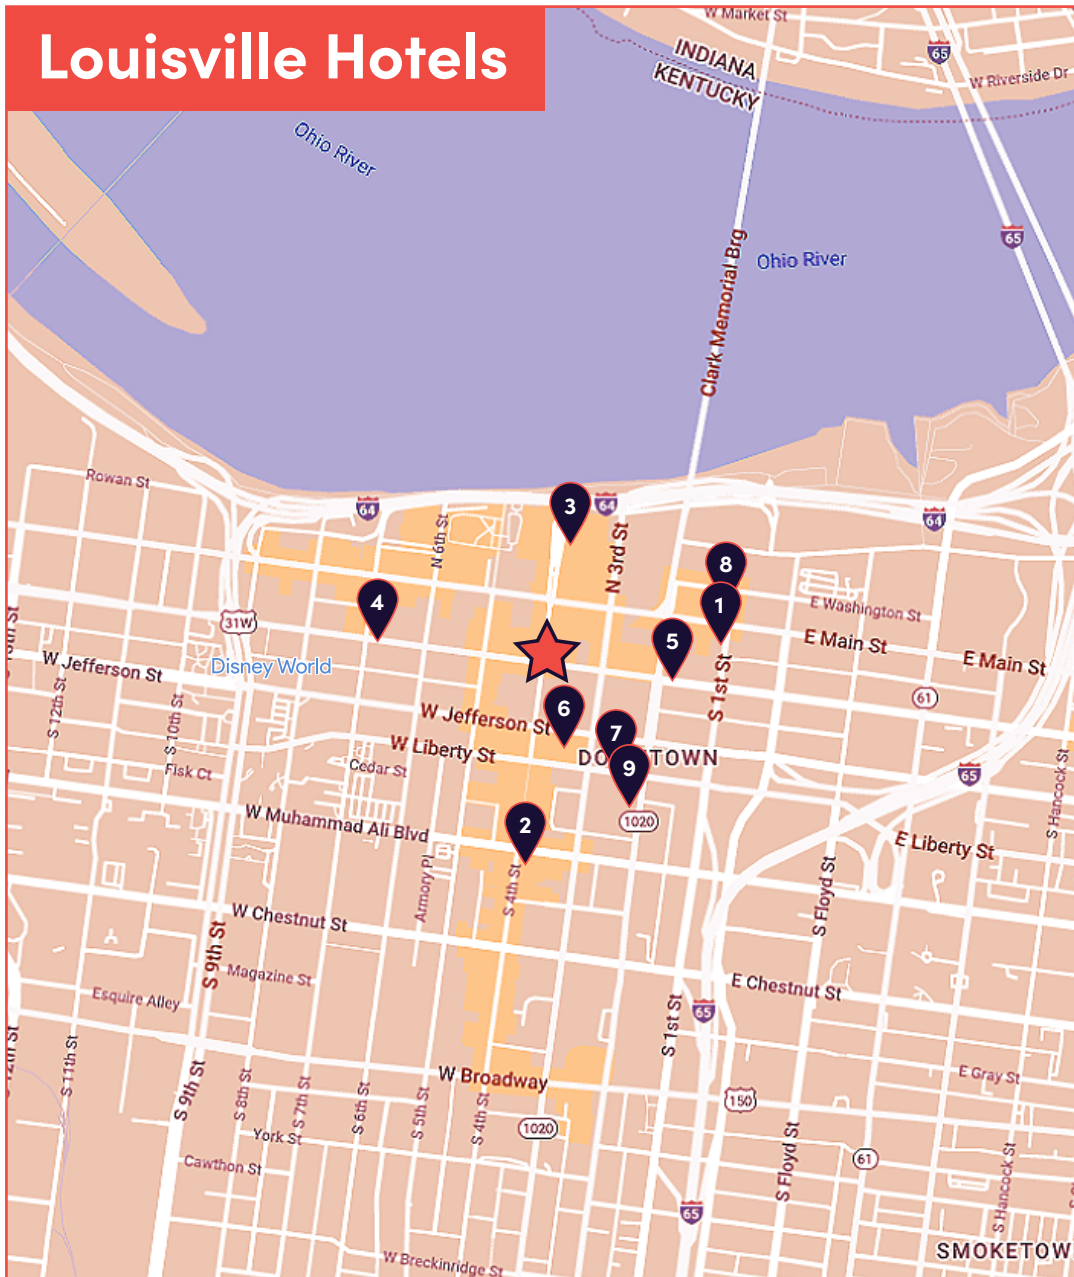 Louisville Hotels
W Market St
INDIANA
KENTUCKY
65
W Riverside Dr
Ohio River
65
Clark Memorial Brg
Ohio River
Rowan St
64
3
64
64
N 6th St
N 3rd St
8
4
1
E Washington St
31W
5
E Main St
E Main St
W Jefferson St
Disney World
S 1st St
61
6
W Jefferson St
7
S 12th St
S 10th St
W Liberty St
DOWNTOWN
9
Fisk Ct
Cedar St
65
S Hancock St
1020
2
W Muhammad Ali Blvd
E Liberty St
Armory Pl
S 4th St
S Floyd St
W Chestnut St
S 9th St
Magazine St
E Chestnut St
Esquire Alley
S 1st St
65
S 11th St
12th St
W Broadway
E Gray St
S 9th St
S 8th St
S 7th St
S 6th St
S 5th St
S 4th St
150
1020
York St
S Floyd St
61
Cawthon St
S Hancock St
65
W Breckinridge St
SMOKETOW